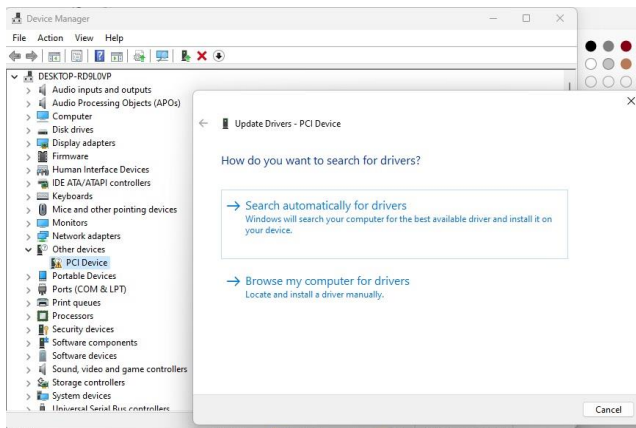 Device Manager
File Action View Help
DESKTOP-RD9L0VP
Audio inputs and outputs
Audio Processing Objects (APOs)
Computer
Disk drives
Display adapters
Firmware
Human Interface Devices
IDE ATA/ATAPI controllers
Keyboards
Mice and other pointing devices
Monitors
Network adapters
Other devices
PCI Device
Portable Devices
Ports (COM & LPT)
Print queues
Processors
Security devices
Software components
Software devices
Sound, video and game controllers
Storage controllers
System devices
Universal Serial Bus controllers
Update Drivers - PCI Device
How do you want to search for drivers?
Search automatically for drivers
Windows will search your computer for the best available driver and install it on
your device.
Browse my computer for drivers
Locate and install a driver manually.
Cancel